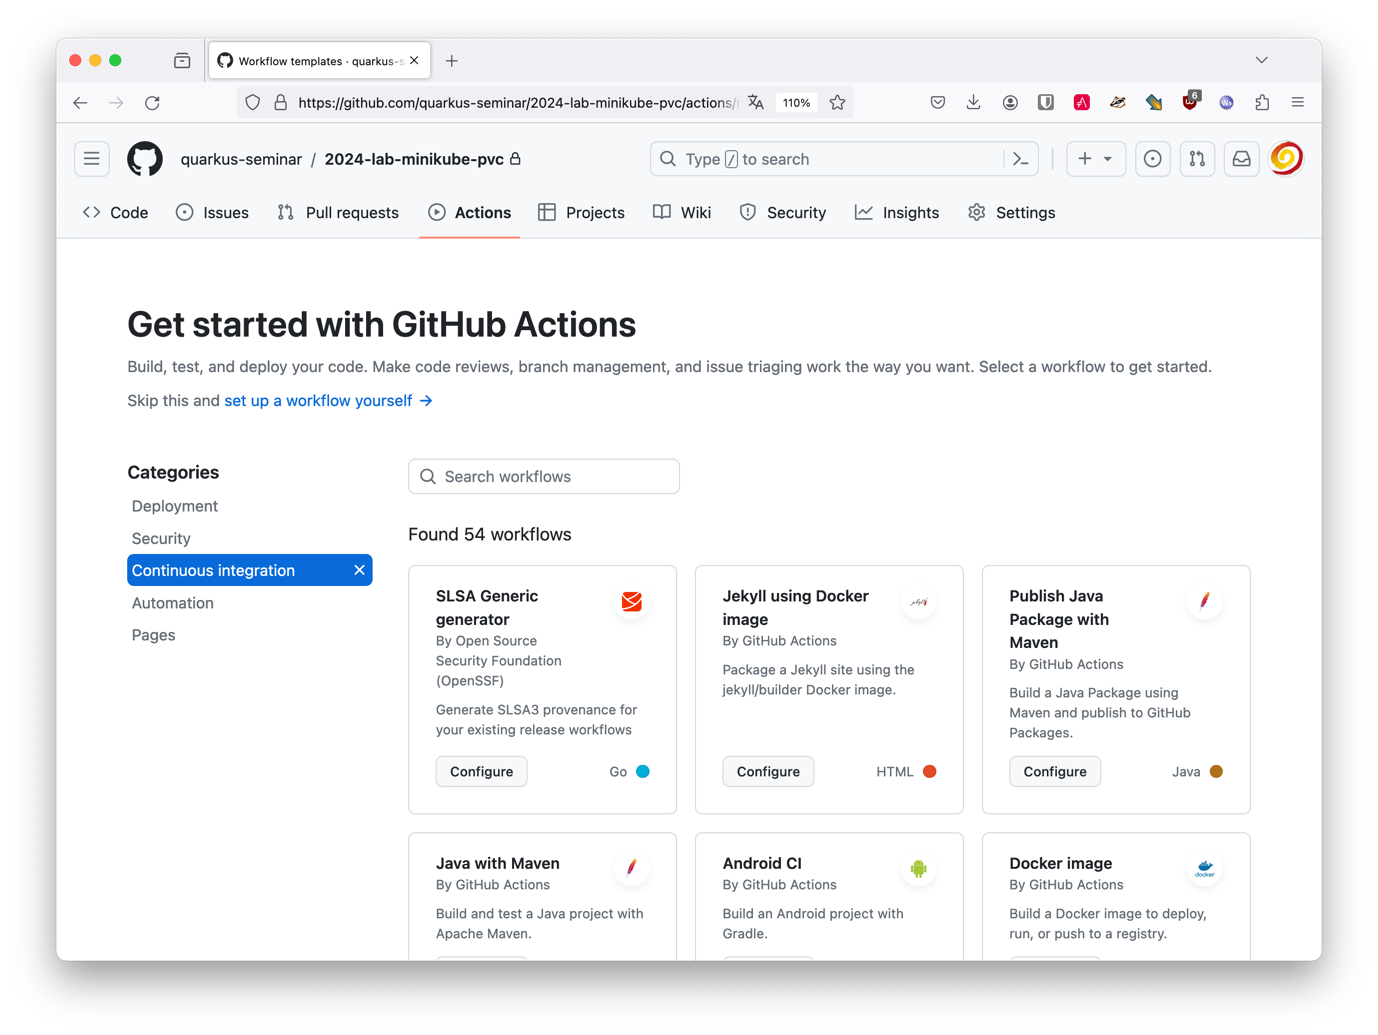 Workflow templates · quarkus-s
https://github.com/quarkus-seminar/2024-lab-minikube-pvc/actions/
110%
6
Ws
quarkus-seminar / 2024-lab-minikube-pvc
Type / to search
Code
Issues
Pull requests
Actions
Projects
Wiki
Security
Insights
Settings
Get started with GitHub Actions
Build, test, and deploy your code. Make code reviews, branch management, and issue triaging work the way you want. Select a workflow to get started.
Skip this and set up a workflow yourself →
Categories
Deployment
Security
Continuous integration
Automation
Pages
Search workflows
Found 54 workflows
SLSA Generic
generator
By Open Source
Security Foundation
(OpenSSF)
Generate SLSA3 provenance for
your existing release workflows
Configure
Go
Jekyll using Docker
image
By GitHub Actions
Package a Jekyll site using the
jekyll/builder Docker image.
Configure
HTML
Publish Java
Package with
Maven
By GitHub Actions
Build a Java Package using
Maven and publish to GitHub
Packages.
Configure
Java
Java with Maven
By GitHub Actions
Build and test a Java project with
Apache Maven.
Android CI
By GitHub Actions
Build an Android project with
Gradle.
Docker image
By GitHub Actions
docker
Build a Docker image to deploy,
run, or push to a registry.